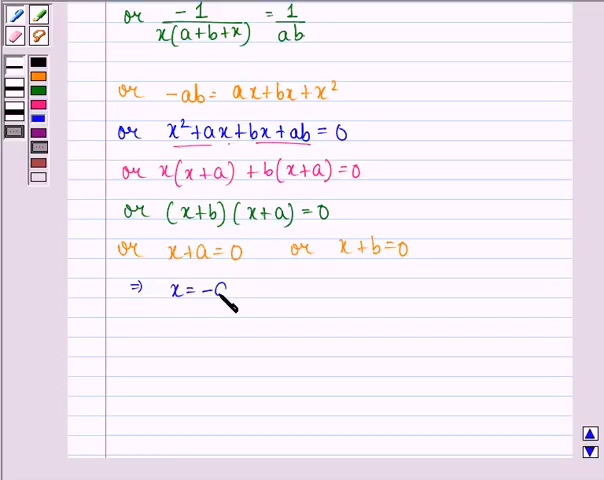 or -1/x(a+b+x) = 1/ab
or -ab = ax+bx+x²
or x²+ax+bx+ab=0
or x(x+a) +b(x+a)=0
or (x+b) (x+a)=0
or x+a=0 or x+b=0
⇒ x=-a